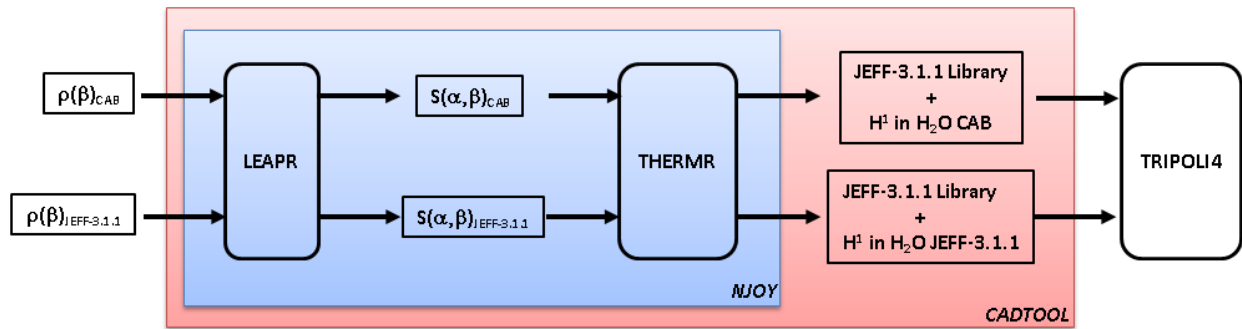 ρ(β)CAB
ρ(β)JEFF-3.1.1
LEAPR
S(α,β)CAB
S(α,β)JEFF-3.1.1
THERMR
NJOY
JEFF-3.1.1 Library
+
H¹ in H₂O CAB
JEFF-3.1.1 Library
+
H¹ in H₂O JEFF-3.1.1
CADTOOL
TRIPOLI4